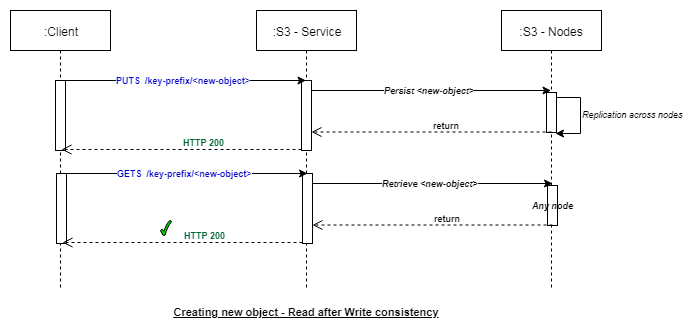 :Client
:S3 - Service
:S3 - Nodes
PUTS /key-prefix/<new-object>
Persist <new-object>
Replication across nodes
return
HTTP 200
GETS /key-prefix/<new-object>
Retrieve <new-object>
Any node
return
HTTP 200
Creating new object - Read after Write consistency